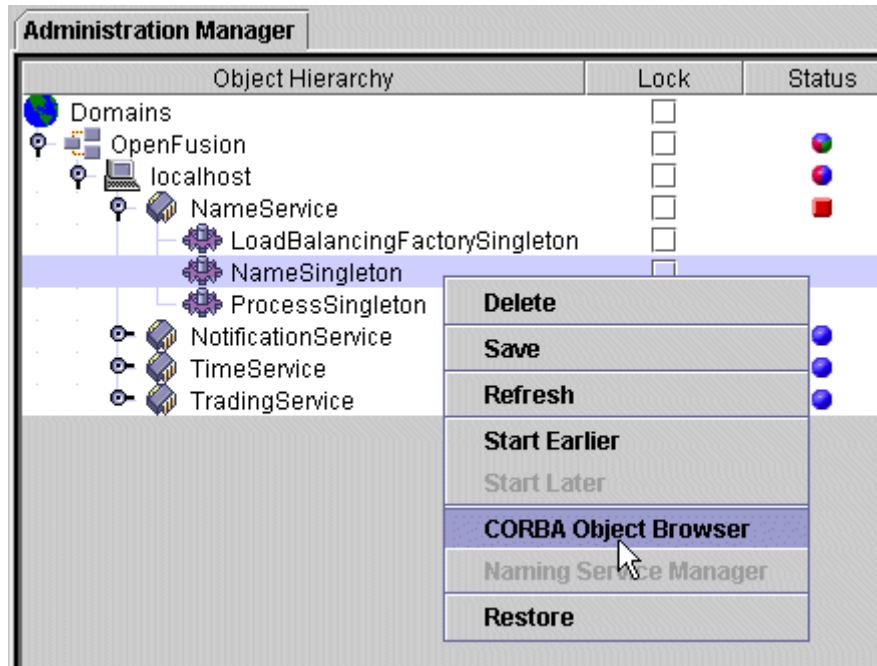 Administration Manager
Object Hierarchy Lock Status
Domains
OpenFusion
localhost
NameService
LoadBalancingFactorySingleton
NameSingleton
ProcessSingleton
NotificationService
TimeService
TradingService
Delete
Save
Refresh
Start Earlier
Start Later
CORBA Object Browser
Naming Service Manager
Restore